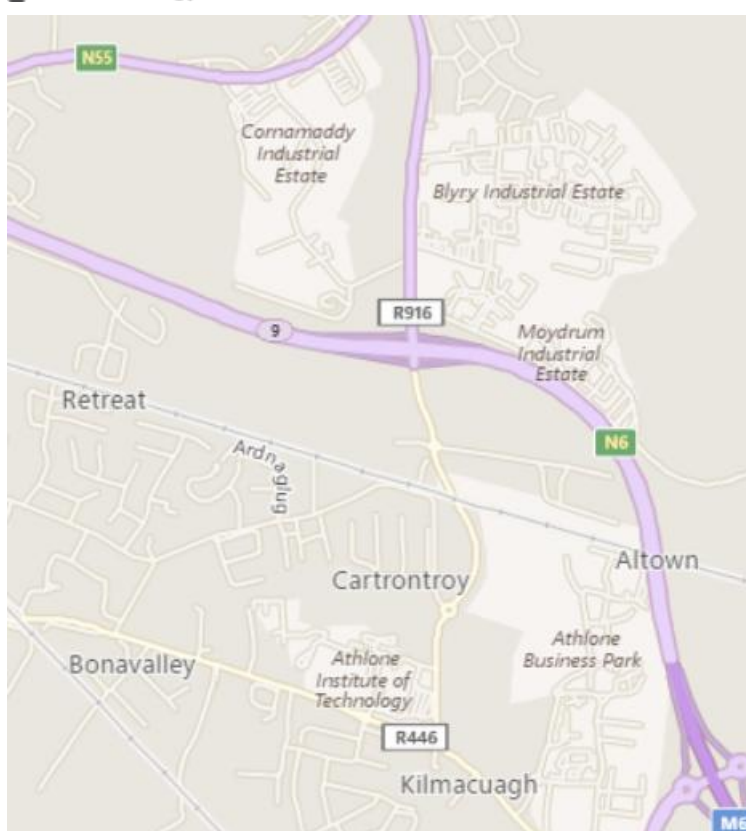 N55
Cornamaddy
Industrial
Estate
Blyry Industrial Estate
R916
9
Moydrum
Industrial
Estate
Retreat
N6
Ardnaglug
Altown
Cartrontroy
Athlone
Business Park
Bonavalley
Athlone
Institute of
Technology
R446
Kilmacuagh
M6